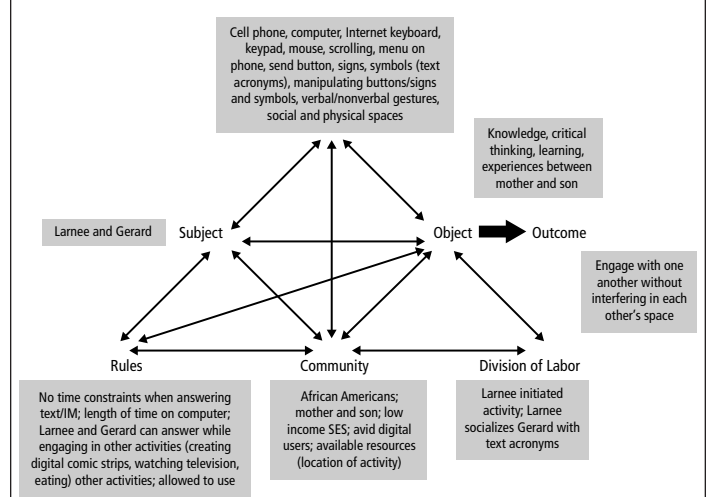 Cell phone, computer, Internet keyboard,
keypad, mouse, scrolling, menu on
phone, send button, signs, symbols (text
acronyms), manipulating buttons/signs
and symbols, verbal/nonverbal gestures,
social and physical spaces
Knowledge, critical
thinking, learning,
experiences between
mother and son
Larnee and Gerard
Subject
Object
Outcome
Engage with one
another without
interfering in each
other's space
Rules
Community
Division of Labor
No time constraints when answering
text/IM; length of time on computer;
Larnee and Gerard can answer while
engaging in other activities (creating
digital comic strips, watching television,
eating) other activities; allowed to use
African Americans;
mother and son; low
income SES; avid digital
users; available resources
(location of activity)
Larnee initiated
activity; Larnee
socializes Gerard with
text acronyms